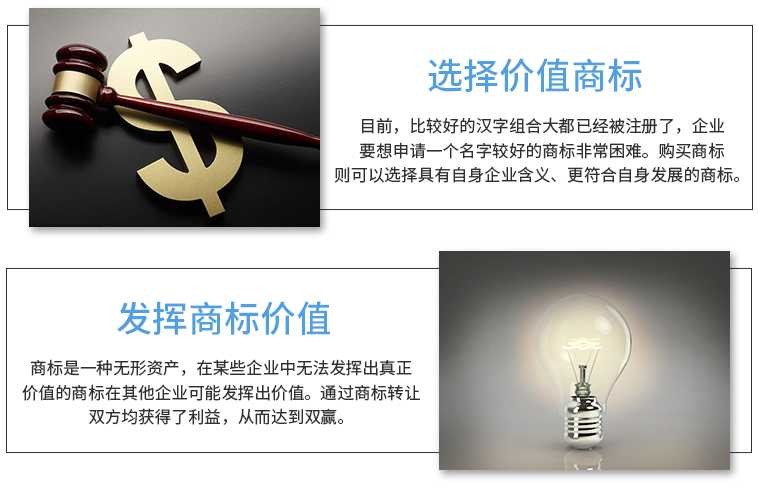 选择价值商标
目前，比较好的汉字组合大都已经被注册了，企业
要想申请一个名字较好的商标非常困难。购买商标
则可以选择具有自身企业含义、更符合自身发展的商标。
发挥商标价值
商标是一种无形资产，在某些企业中无法发挥出真正
价值的商标在其他企业可能发挥出价值。通过商标转让
双方均获得了利益，从而达到双赢。